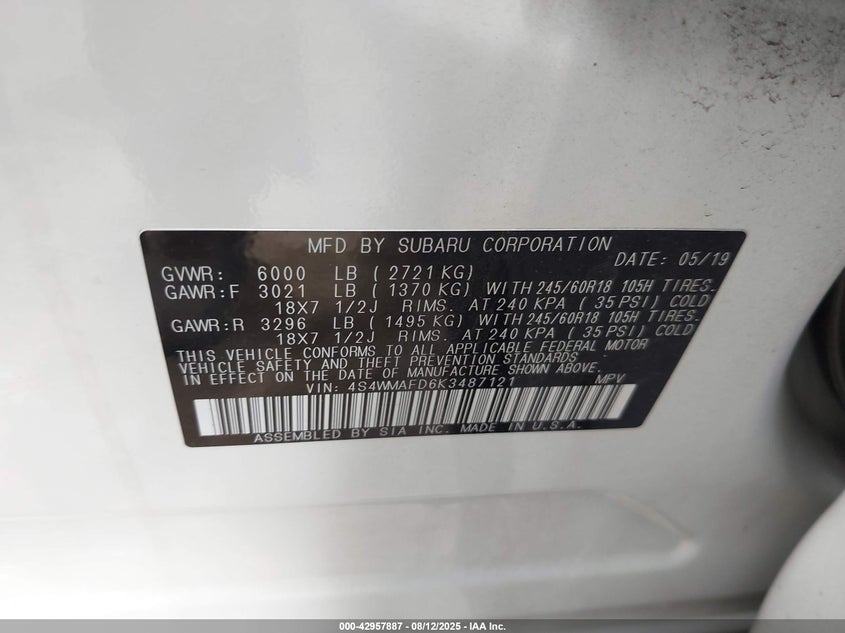 MFD BY SUBARU CORPORATION
DATE: 05/19
GVWR: 6000 LB ( 2721 KG)
GAWR:F 3021 LB ( 1370 KG) WITH 245/60R18 105H TIRES.
18X7 1/2J RIMS. AT 240 KPA ( 35 PSI) COLD
GAWR:R 3296 LB ( 1495 KG) WITH 245/60R18 105H TIRES.
18X7 1/2J RIMS. AT 240 KPA ( 35 PSI) COLD
THIS VEHICLE CONFORMS TO ALL APPLICABLE FEDERAL MOTOR
VEHICLE SAFETY AND THEFT PREVENTION STANDARDS
IN EFFECT ON THE DATE OF MANUFACTURE SHOWN ABOVE.
VIN: 4S4WMAFD6K3487121 MPV
ASSEMBLED BY SIA INC. MADE IN U.S.A.
000-42957887 - 08/12/2025 - IAA Inc.